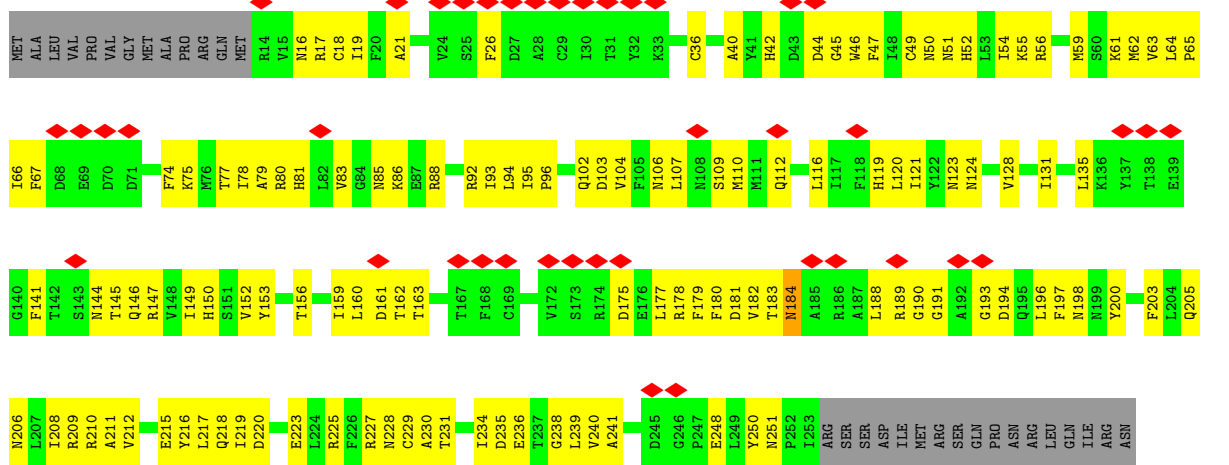 MET ALA LEU VAL PRO VAL GLY MET ALA PRO ARG GLN MET R14 V15 N16 R17 C18 I19 F20 A21 V24 S25 F26 D27 A28 C29 I30 T31 Y32 K33 C36 A40 Y41 H42 D43 D44 G45 W46 F47 I48 C49 N50 N51 H52 L53 I54 K55 R56 M59 S60 K61 M62 V63 L64 P65
I66 F67 D68 E69 D70 D71 F74 K75 M76 T77 I78 A79 R80 H81 L82 V83 G84 N85 K86 E87 R88 R92 I93 L94 I95 P96 Q102 D103 V104 F105 N106 L107 N108 S109 M110 M111 Q112 L116 I117 F118 H119 L120 I121 Y122 N123 N124 V128 I131 L135 K136 Y137 T138 E139
G140 F141 T142 S143 N144 T145 Q146 R147 V148 I149 H150 S151 V152 Y153 T156 I159 L160 D161 T162 T163 T167 F168 C169 V172 S173 R174 D175 E176 L177 R178 F179 F180 D181 V182 T183 N184 A185 R186 A187 L188 R189 G190 G191 A192 G193 D194 Q195 L196 F197 N198 N199 Y200 F203 L204 Q205
N206 L207 I208 R209 R210 A211 V212 E215 Y216 L217 Q218 I219 D220 E223 L224 R225 F226 R227 N228 C229 A230 T231 I234 D235 E236 T237 G238 L239 V240 A241 D245 G246 P247 E248 L249 Y250 N251 P252 I253 ARG SER SER ASP ILE MET ARG SER GLN PRO ASN ARG LEU GLN ILE ARG ASN